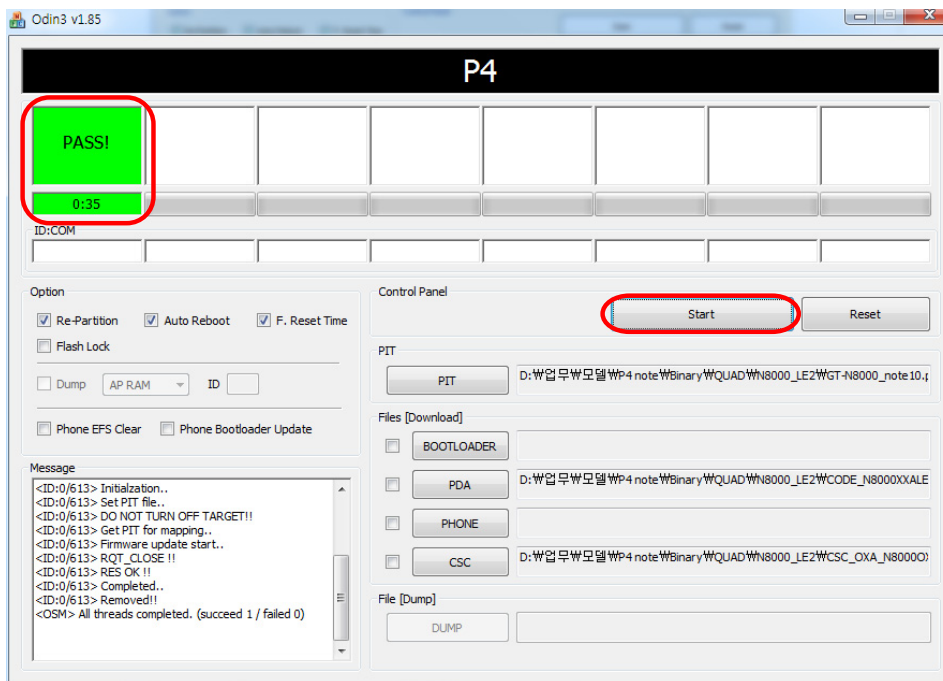 Odin3 v1.85
P4
PASS!
0:35
ID:COM
Option
Re-Partition Auto Reboot F. Reset Time
Flash Lock
Dump AP RAM ID
Phone EFS Clear Phone Bootloader Update
Message
<ID:0/613> Initialzation..
<ID:0/613> Set PIT file..
<ID:0/613> DO NOT TURN OFF TARGET!!
<ID:0/613> Get PIT for mapping..
<ID:0/613> Firmware update start..
<ID:0/613> RQT_CLOSE !!
<ID:0/613> RES OK !!
<ID:0/613> Completed..
<ID:0/613> Removed!!
<OSM> All threads completed. (succeed 1 / failed 0)
Control Panel
Start Reset
PIT
PIT D:₩업무₩모델₩P4 note₩Binary₩QUAD₩N8000_LE2₩GT-N8000_note10.p
Files [Download]
BOOTLOADER
PDA D:₩업무₩모델₩P4 note₩Binary₩QUAD₩N8000_LE2₩CODE_N8000XXALE
PHONE
CSC D:₩업무₩모델₩P4 note₩Binary₩QUAD₩N8000_LE2₩CSC_OXA_N8000O
File [Dump]
DUMP